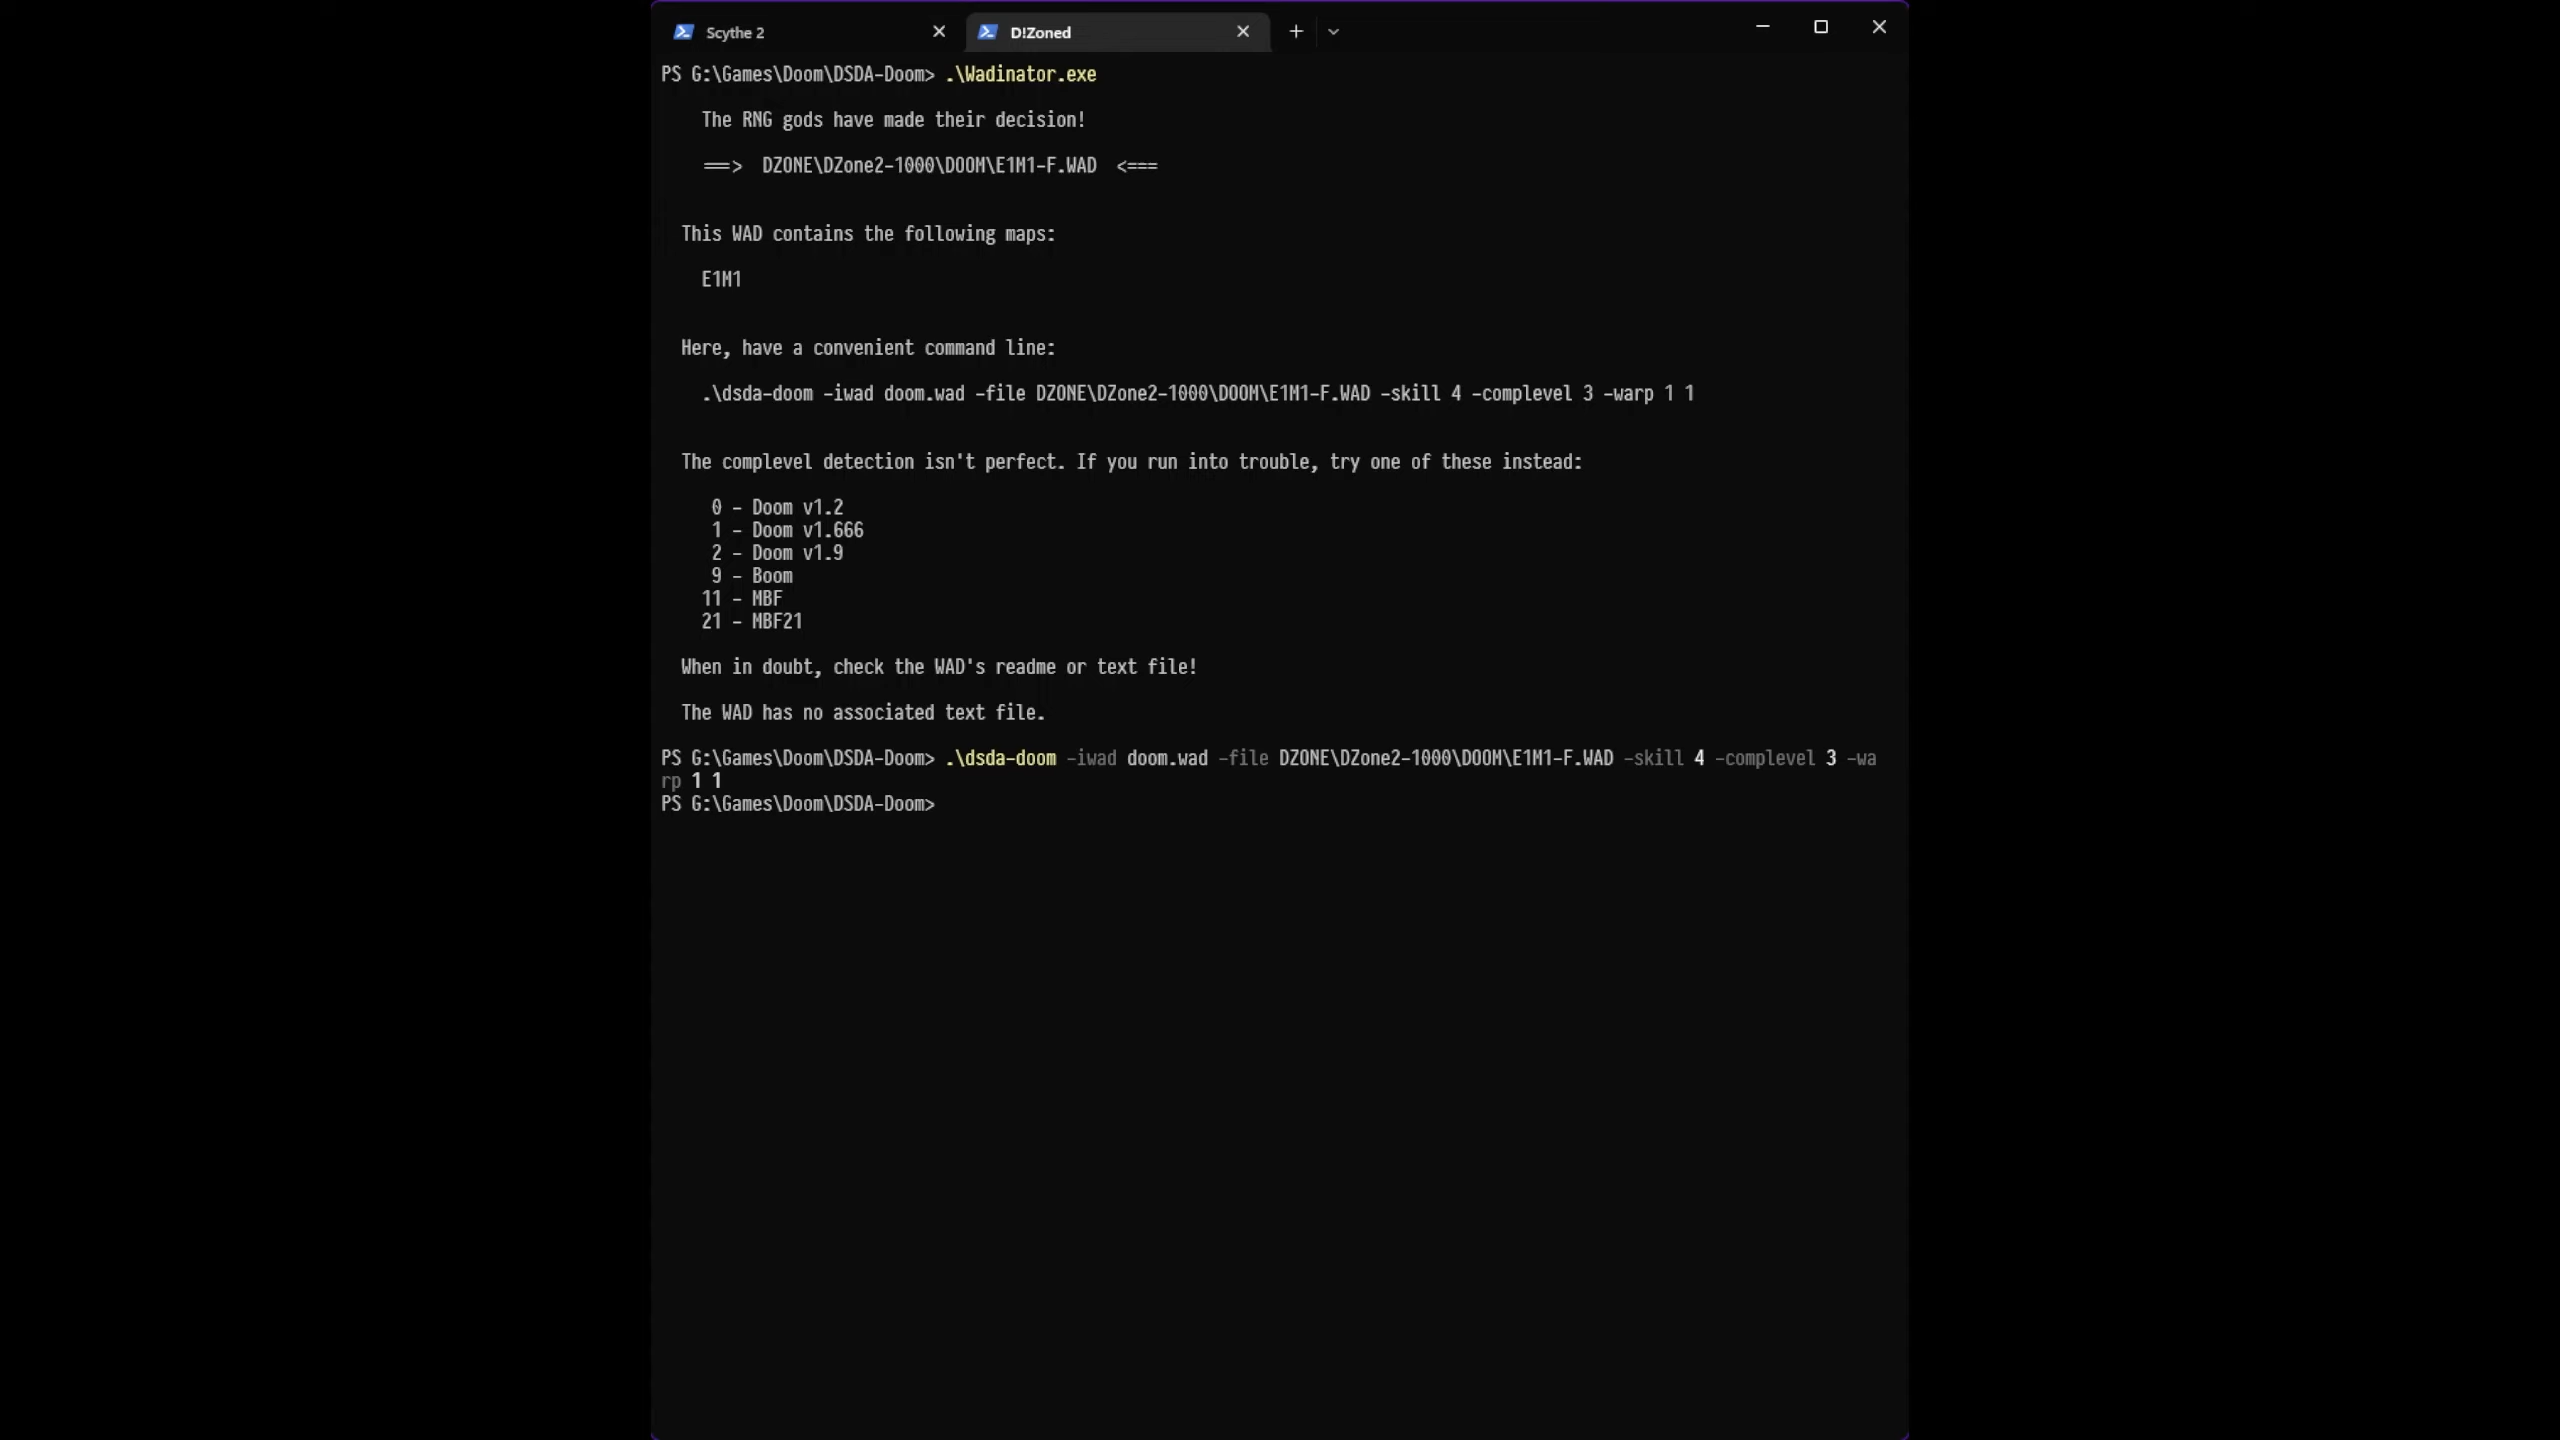 Scythe 2
D!Zoned
PS G:\Games\Doom\DSDA-Doom> .\Wadinator.exe
The RNG gods have made their decision!
===> DZONE\DZone2-1000\DOOM\E1M1-F.WAD <===
This WAD contains the following maps:
E1M1
Here, have a convenient command line:
.\dsda-doom -iwad doom.wad -file DZONE\DZone2-1000\DOOM\E1M1-F.WAD -skill 4 -complevel 3 -warp 1 1
The complevel detection isn't perfect. If you run into trouble, try one of these instead:
0 - Doom v1.2
1 - Doom v1.666
2 - Doom v1.9
9 - Boom
11 - MBF
21 - MBF21
When in doubt, check the WAD's readme or text file!
The WAD has no associated text file.
PS G:\Games\Doom\DSDA-Doom> .\dsda-doom -iwad doom.wad -file DZONE\DZone2-1000\DOOM\E1M1-F.WAD -skill 4 -complevel 3 -wa
rp 1 1
PS G:\Games\Doom\DSDA-Doom>